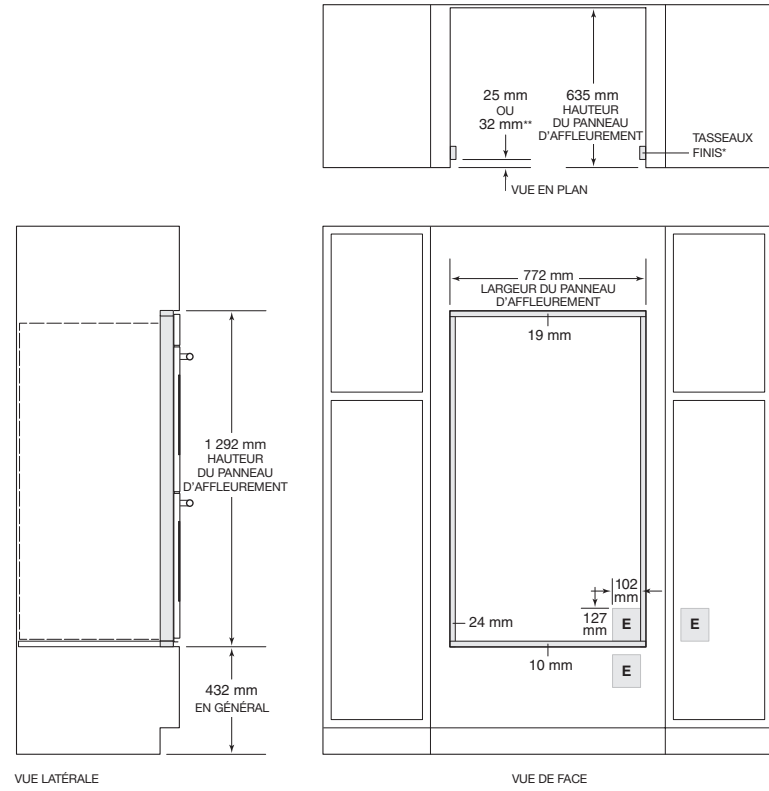 25 mm
OU
32 mm**
635 mm
HAUTEUR
DU PANNEAU
D'AFFLEUREMENT
TASSEAUX
FINIS*
VUE EN PLAN
772 mm
LARGEUR DU PANNEAU
D'AFFLEUREMENT
19 mm
1 292 mm
HAUTEUR
DU PANNEAU
D'AFFLEUREMENT
102
mm
127
mm
E
E
24 mm
10 mm
E
432 mm
EN GÉNÉRAL
VUE LATÉRALE
VUE DE FACE